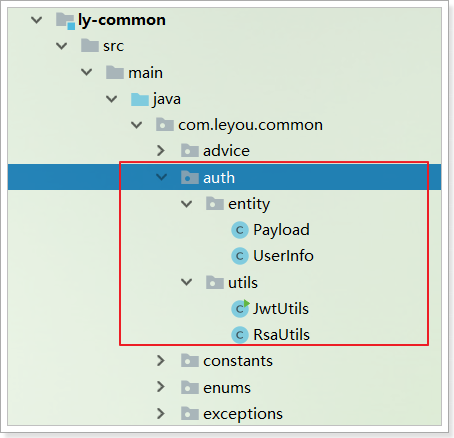 ly-common
src
main
java
com.leyou.common
advice
auth
entity
Payload
UserInfo
utils
JwtUtils
RsaUtils
constants
enums
exceptions